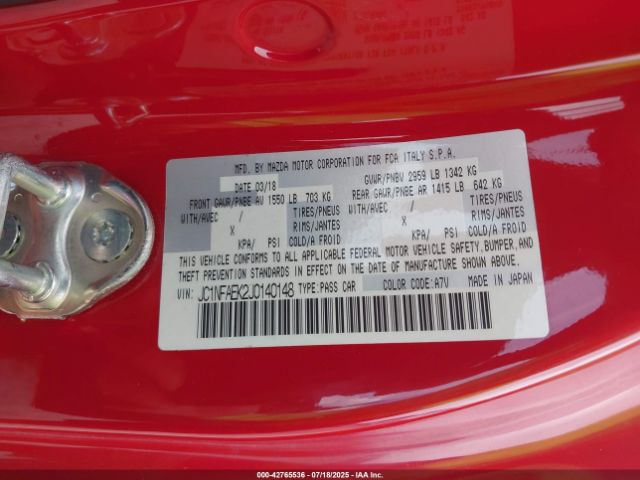 MFD. BY MAZDA MOTOR CORPORATION FOR FCA ITALY S.P.A.
DATE 03/18 GVWR/PNBV 2959 LB 1342 KG
FRONT GAWR/PNBE AV 1550 LB 703 KG REAR GAWR/PNBE AR 1415 LB 642 KG
WITH/AVEC TIRES/PNEUS WITH/AVEC TIRES/PNEUS
/ X RIMS/JANTES / X RIMS/JANTES
KPA/ PSI COLD/A FROID KPA/ PSI COLD/A FROID
THIS VEHICLE CONFORMS TO ALL APPLICABLE FEDERAL MOTOR VEHICLE SAFETY, BUMPER, AND
THEFT PREVENTION STANDARDS IN EFFECT ON THE DATE OF MANUFACTURE SHOWN ABOVE.
VIN: JC1NFAEK2J0140148 TYPE:PASS CAR COLOR CODE: A7U MADE IN JAPAN
000-42765536 · 07/18/2025 · IAA Inc.